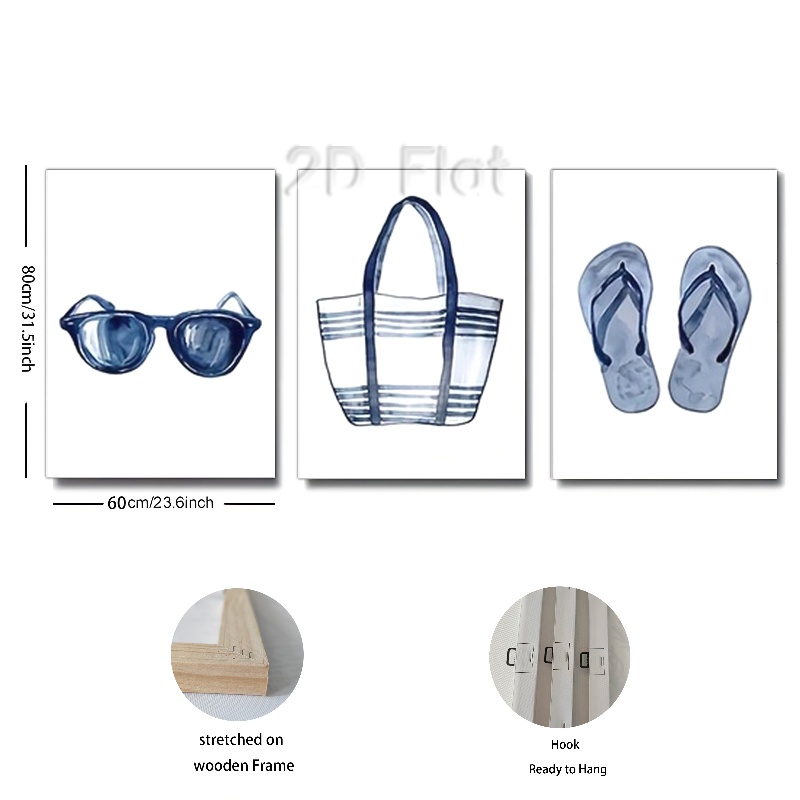 2D Flat
80cm/31.5inch
60cm/23.6inch
stretched on
wooden Frame
Hook
Ready to Hang